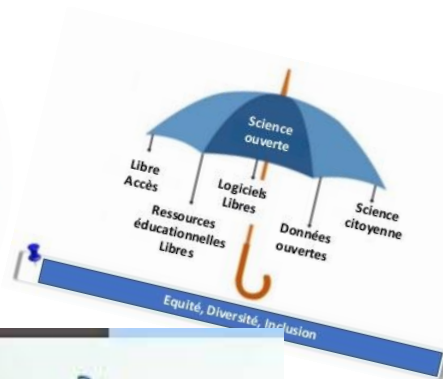 Science
ouverte
Libre
Accès
Ressources
éducationnelles
Libres
Logiciels
Libres
Données
ouvertes
Science
citoyenne
Equité, Diversité, Inclusion